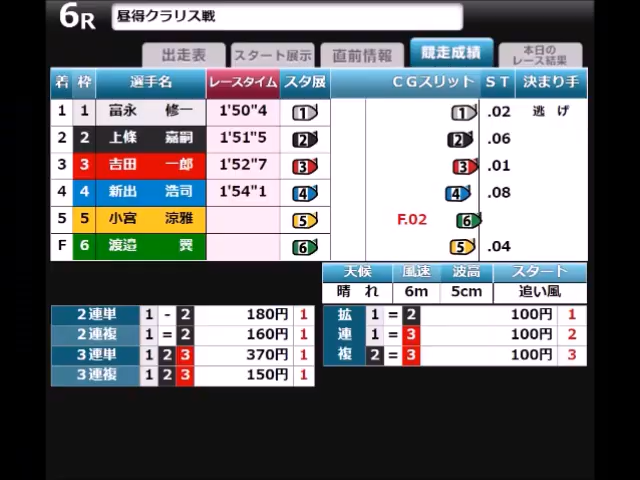 6R 昼得クラリス戦
出走表 スタート展示 直前情報 競走成績 本日の
レース結果
着 枠 選手名 レースタイム スタ展 CGスリット ST 決まり手
1 1 富永 修一 1'50"4 1 1 .02 逃げ
2 2 上條 嘉嗣 1'51"5 2 2 .06
3 3 吉田 一郎 1'52"7 3 3 .01
4 4 新出 浩司 1'54"1 4 4 .08
5 5 小宮 涼雅 5 F.02 6
F 6 渡邉 翼 6 5 .04
天候 風速 波高 スタート
晴れ 6m 5cm 追い風
2連単 1 - 2 180円 1
2連複 1 = 2 160円 1
3連単 1 2 3 370円 1
3連複 1 2 3 150円 1
拡 1 = 2 100円 1
連 1 = 3 100円 2
複 2 = 3 100円 3